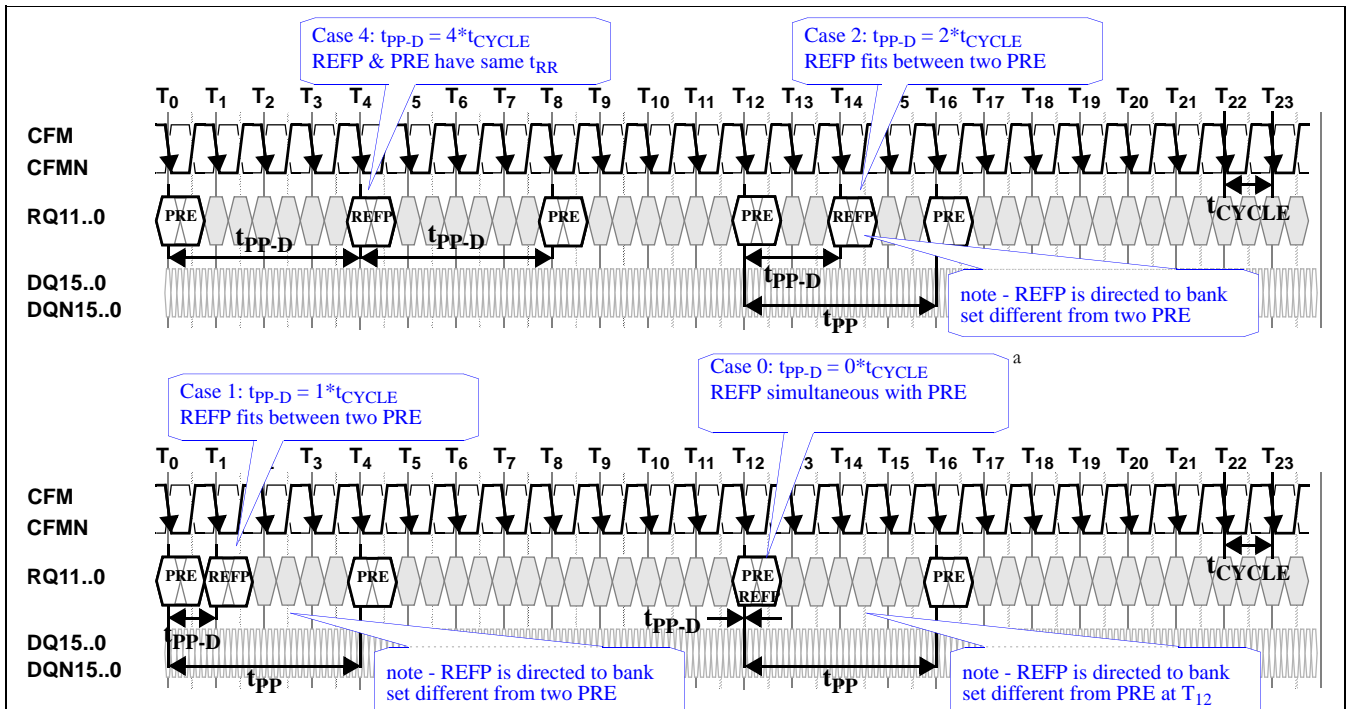 Case 4: tPP-D = 4*tCYCLE
REFP & PRE have same tRR
Case 2: tPP-D = 2*tCYCLE
REFP fits between two PRE
T0 T1 T2 T3 T4 5 T6 T7 T8 T9 T10 T11 T12 T13 T14 5 T16 T17 T18 T19 T20 T21 T22 T23
CFM
CFMN
RQ11..0
PRE REFP PRE PRE REFP PRE
tCYCLE
tPP-D tPP-D tPP-D
tPP
DQ15..0
DQN15..0
note - REFP is directed to bank
set different from two PRE
Case 1: tPP-D = 1*tCYCLE
REFP fits between two PRE
Case 0: tPP-D = 0*tCYCLE
REFP simultaneous with PRE
a
T0 T1 T3 T4 T5 T6 T7 T8 T9 T10 T11 T12 3 T14 T15 T16 T17 T18 T19 T20 T21 T22 T23
CFM
CFMN
RQ11..0
PRE REFP PRE PRE PRE
REFP
tCYCLE
tPP-D tPP-D
tPP tPP
DQ15..0
DQN15..0
note - REFP is directed to bank
set different from two PRE
note - REFP is directed to bank
set different from PRE at T12